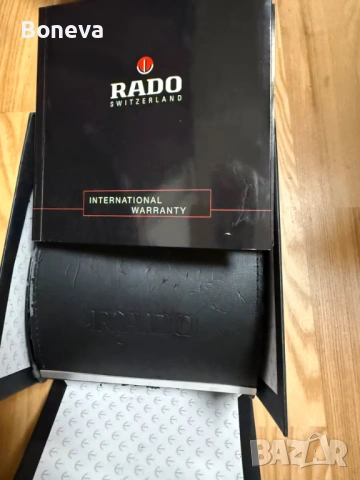 Boneva
RADO
SWITZERLAND
INTERNATIONAL
WARRANTY
RADO
BAZAR